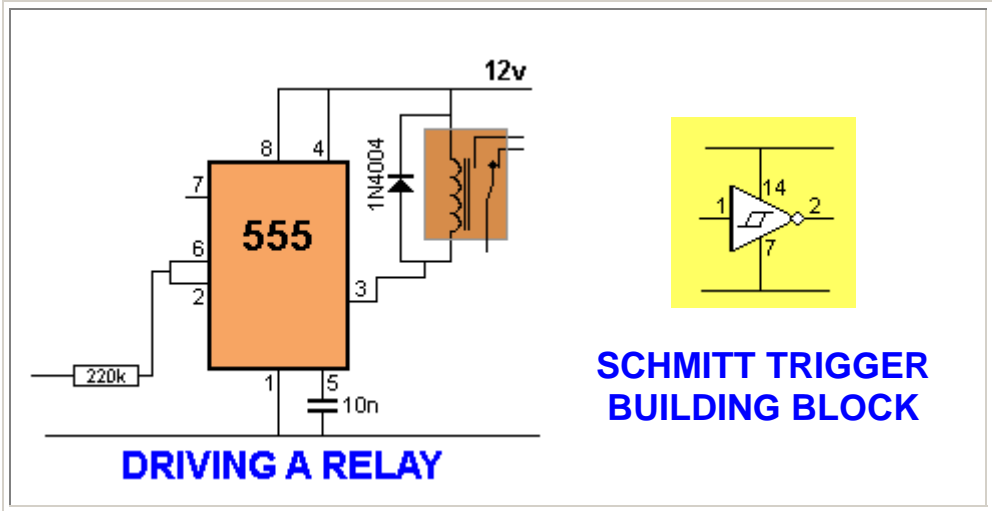 12v
8
4
1N4004
7
555
6
2
3
220k
1
5
10n
DRIVING A RELAY
14
1
2
7
SCHMITT TRIGGER
BUILDING BLOCK